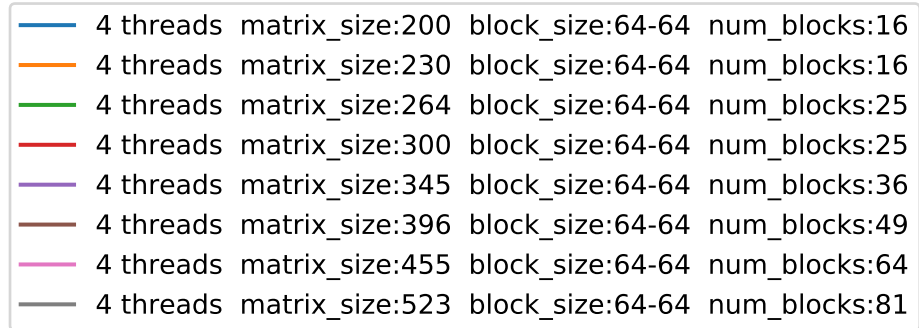 4 threads matrix_size:200 block_size:64-64 num_blocks:16
4 threads matrix_size:230 block_size:64-64 num_blocks:16
4 threads matrix_size:264 block_size:64-64 num_blocks:25
4 threads matrix_size:300 block_size:64-64 num_blocks:25
4 threads matrix_size:345 block_size:64-64 num_blocks:36
4 threads matrix_size:396 block_size:64-64 num_blocks:49
4 threads matrix_size:455 block_size:64-64 num_blocks:64
4 threads matrix_size:523 block_size:64-64 num_blocks:81